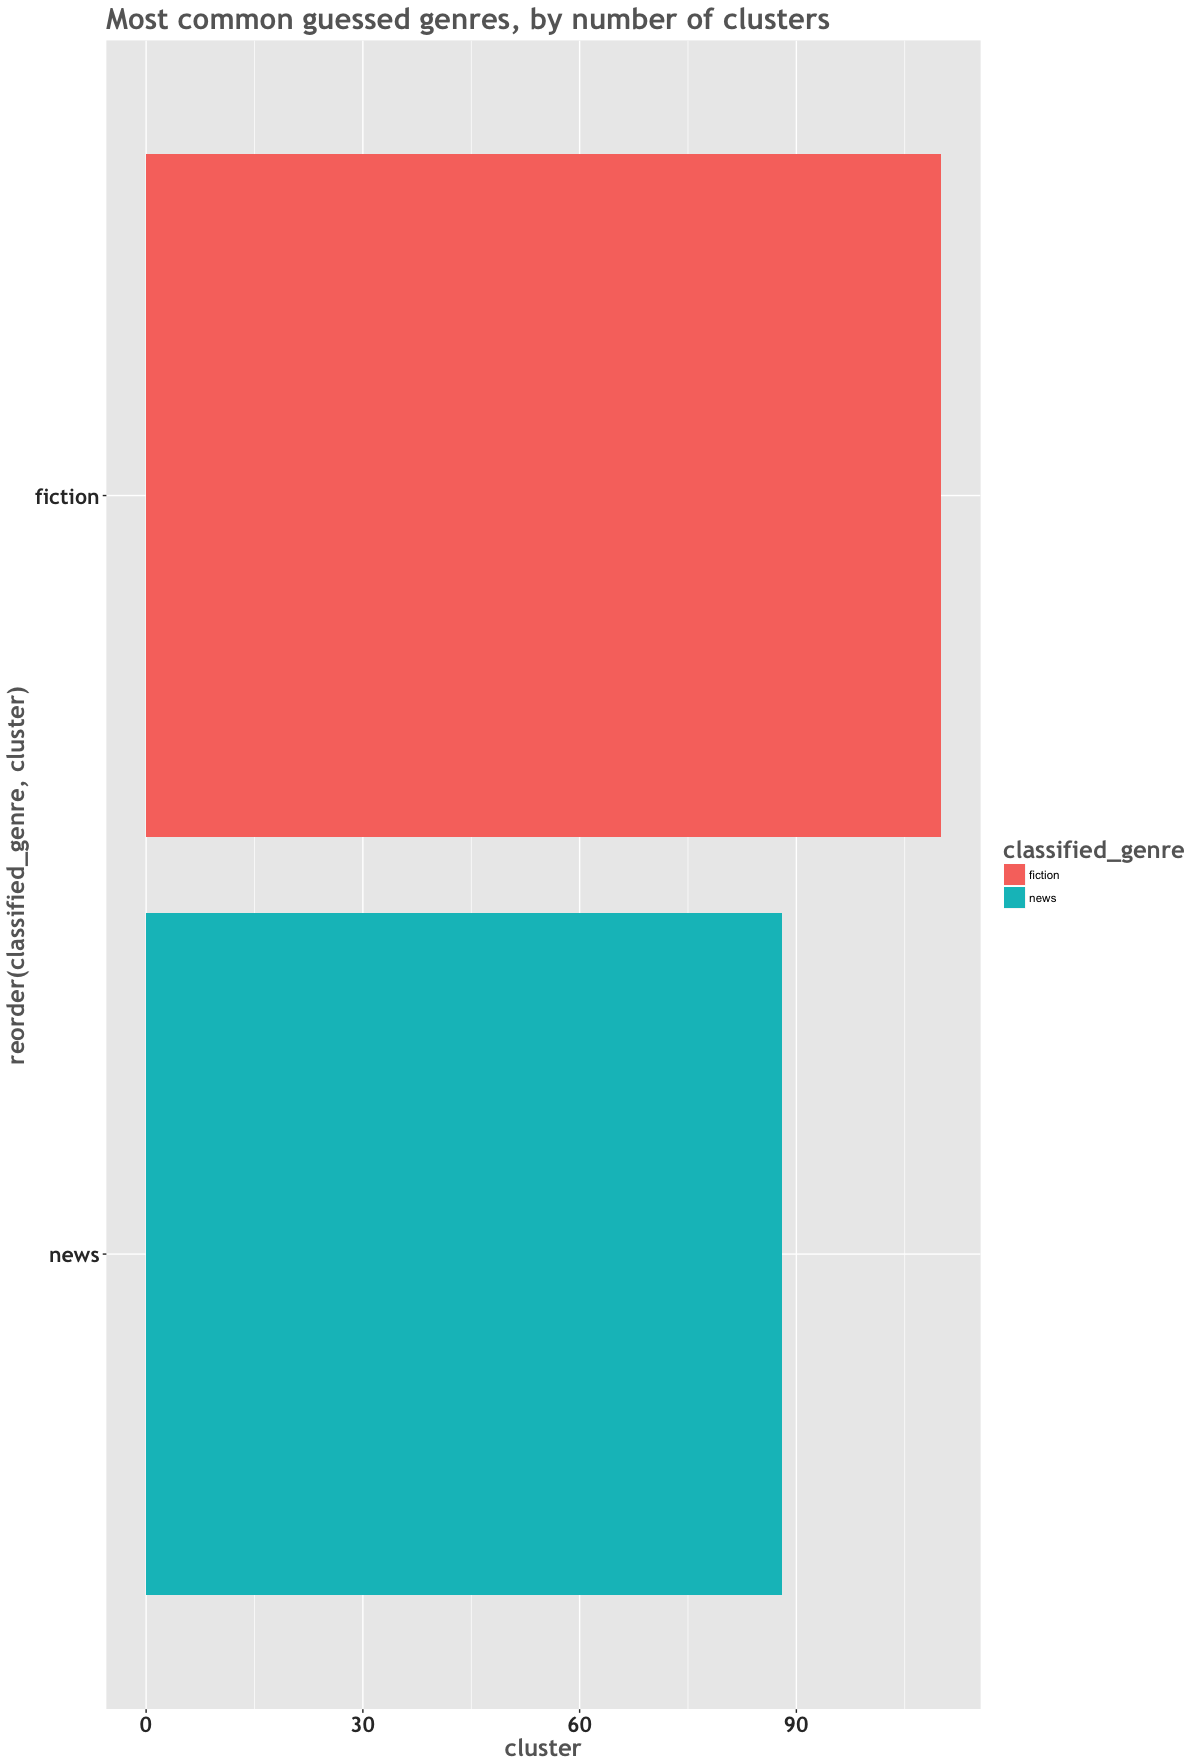 Most common guessed genres, by number of clusters
reorder(classified_genre, cluster)
fiction
news
0 30 60 90
cluster
classified_genre
fiction
news